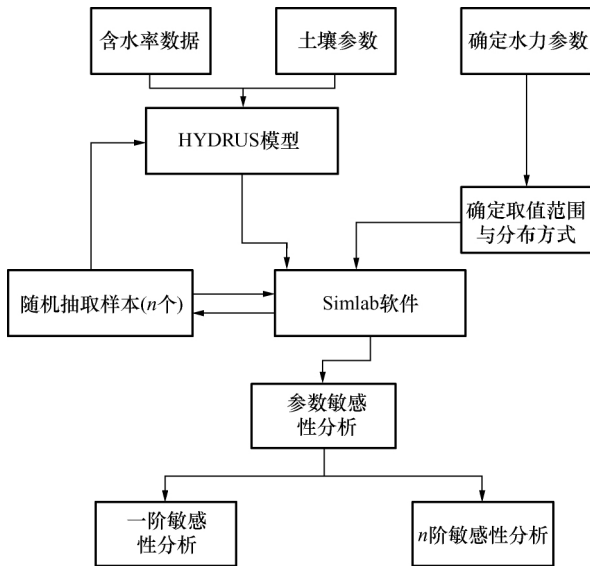 含水率数据
土壤参数
确定水力参数
HYDRUS模型
确定取值范围
与分布方式
随机抽取样本(n个)
Simlab软件
参数敏感
性分析
一阶敏感
性分析
n阶敏感性分析